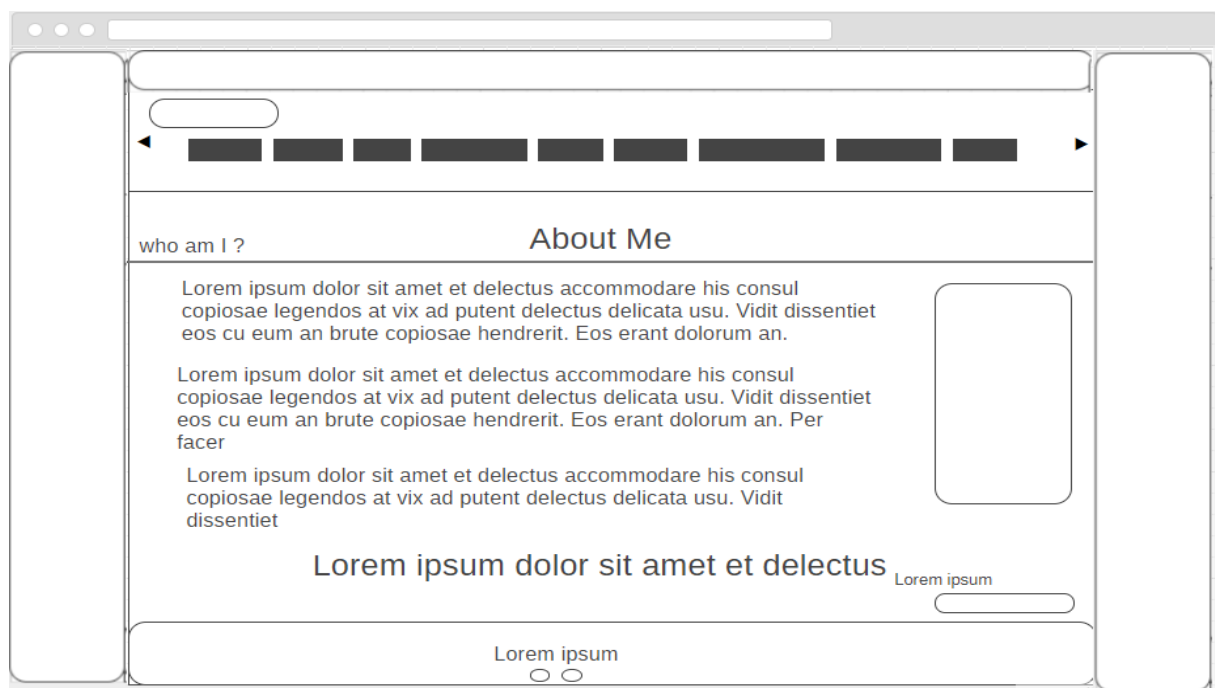 who am I ?
About Me
Lorem ipsum dolor sit amet et delectus accommodare his consul
copiosae legendos at vix ad putent delectus delicata usu. Vidit dissentiet
eos cu eum an brute copiosae hendrerit. Eos erant dolorum an.
Lorem ipsum dolor sit amet et delectus accommodare his consul
copiosae legendos at vix ad putent delectus delicata usu. Vidit dissentiet
eos cu eum an brute copiosae hendrerit. Eos erant dolorum an. Per
facer
Lorem ipsum dolor sit amet et delectus accommodare his consul
copiosae legendos at vix ad putent delectus delicata usu. Vidit
dissentiet
Lorem ipsum dolor sit amet et delectus
Lorem ipsum
Lorem ipsum